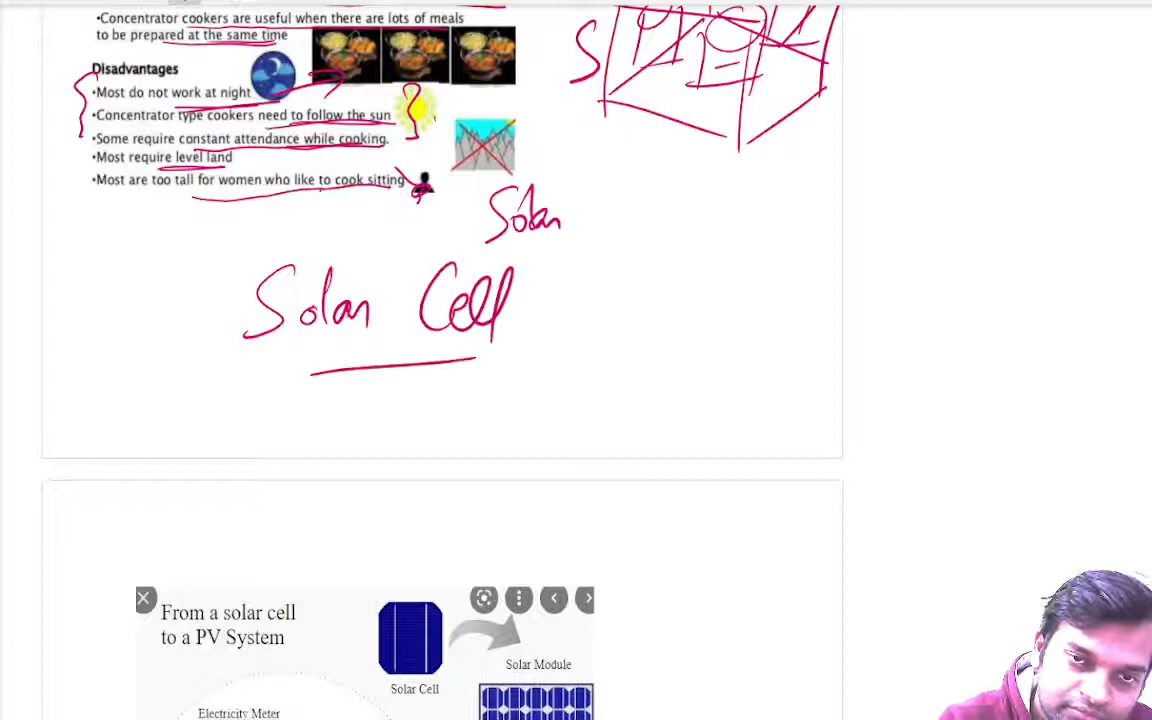 •Concentrator cookers are useful when there are lots of meals
to be prepared at the same time
Disadvantages
•Most do not work at night
•Concentrator type cookers need to follow the sun
•Some require constant attendance while cooking.
•Most require level land
•Most are too tall for women who like to cook sitting
S
Solar
Solar Cell
From a solar cell
to a PV System
Solar Module
Solar Cell
Electricity Meter